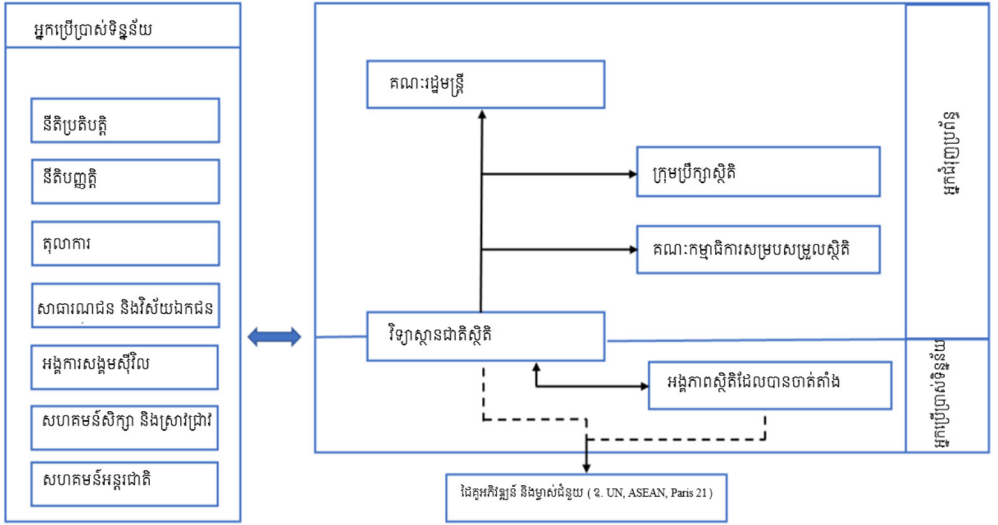 អ្នកប្រើប្រាស់ទិន្នន័យ
នីតិប្រតិបត្តិ
នីតិបញ្ញត្តិ
តុលាការ
សាធារណជន និងវិស័យឯកជន
អង្គការសង្គមស៊ីវិល
សហគមន៍សិក្សា និងស្រាវជ្រាវ
សហគមន៍អន្តរជាតិ
គណៈរដ្ឋមន្ត្រី
ក្រុមប្រឹក្សាស្ថិតិ
គណៈកម្មាធិការសម្របសម្រួលស្ថិតិ
វិទ្យាស្ថានជាតិស្ថិតិ
អង្គភាពស្ថិតិដែលបានចាត់តាំង
ដៃគូអភិវឌ្ឍន៍ និងម្ចាស់ជំនួយ ( ឧ. UN, ASEAN, Paris 21 )
អ្នកជំរុញប្រព័ន្ធ
អ្នកប្រើប្រាស់ទិន្នន័យ